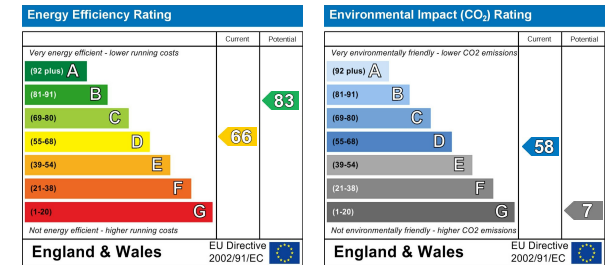 Energy Efficiency Rating
Current Potential
Very energy efficient - lower running costs
(92 plus) A
(81-91) B
(69-80) C
(55-68) D
(39-54) E
(21-38) F
(1-20) G
83
66
Not energy efficient - higher running costs
England & Wales
EU Directive
2002/91/EC
Environmental Impact (CO₂) Rating
Current Potential
Very environmentally friendly - lower CO2 emissions
(92 plus) A
(81-91) B
(69-80) C
(55-68) D
(39-54) E
(21-38) F
(1-20) G
58
7
Not environmentally friendly - higher CO2 emissions
England & Wales
EU Directive
2002/91/EC